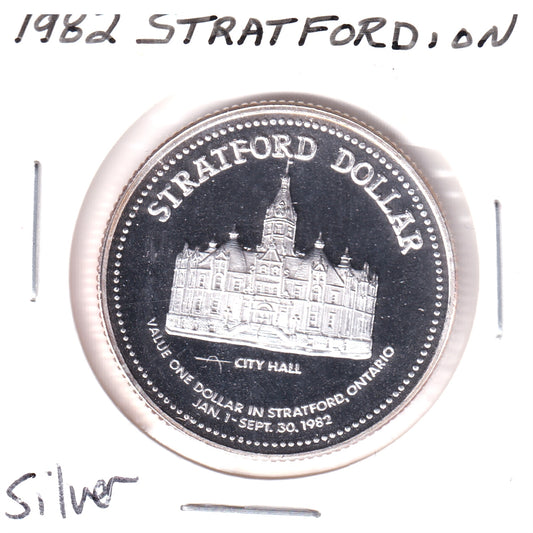 1982 STRATFORD, ON
STRATFORD DOLLAR
CITY HALL
VALUE ONE DOLLAR IN STRATFORD, ONTARIO
JAN. 1-SEPT. 30, 1982
Silver